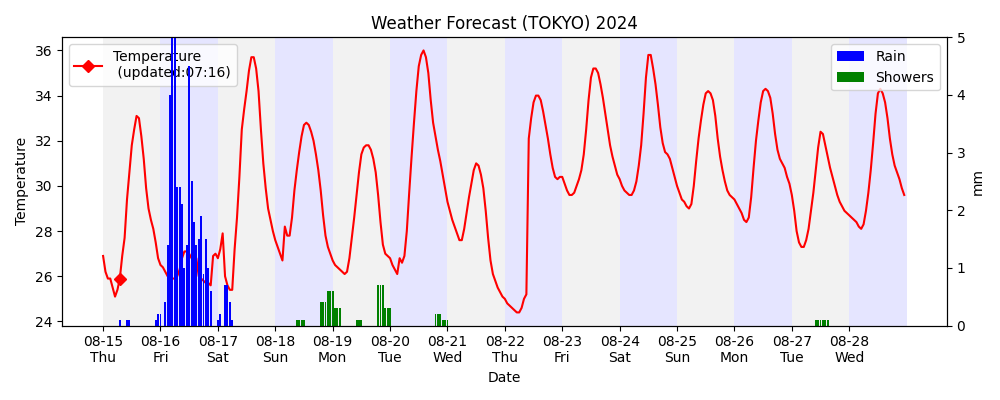 Weather Forecast (TOKYO) 2024
Temperature
(updated:07:16)
Rain
Showers
Temperature
36
34
32
30
28
26
24
5
4
3
2
1
0
mm
08-15 08-16 08-17 08-18 08-19 08-20 08-21 08-22 08-23 08-24 08-25 08-26 08-27 08-28
Thu Fri Sat Sun Mon Tue Wed Thu Fri Sat Sun Mon Tue Wed
Date